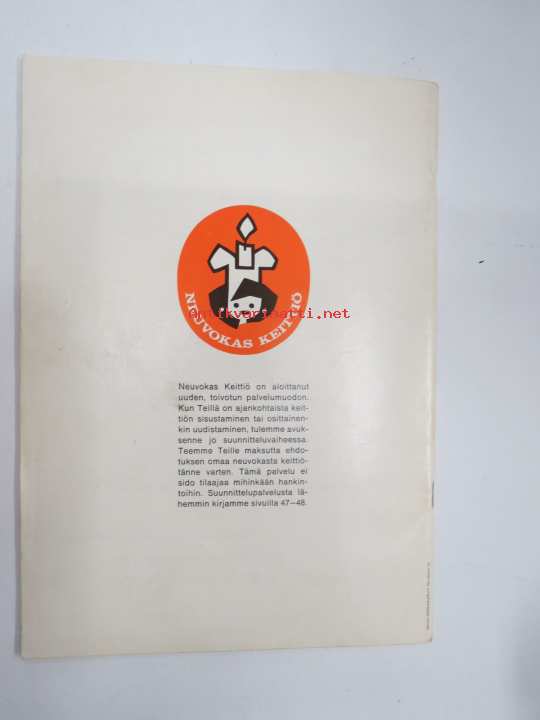 NEUVOKAS KEITTIÖ
antikvariaatti.net
Neuvokas Keittiö on aloittanut
uuden, toivotun palvelumuodon.
Kun Teillä on ajankohtaista keit-
tiön sisustaminen tai osittainen-
kin uudistaminen, tulemme avuk-
senne jo suunnitteluvaiheessa.
Teemme Teille maksutta ehdo-
tuksen omaa neuvokasta keittiö-
tänne varten. Tämä palvelu ei
sido tilaajaa mihinkään hankin-
toihin. Suunnittelupalvelusta lä-
hemmin kirjamme sivuilla 47—48.